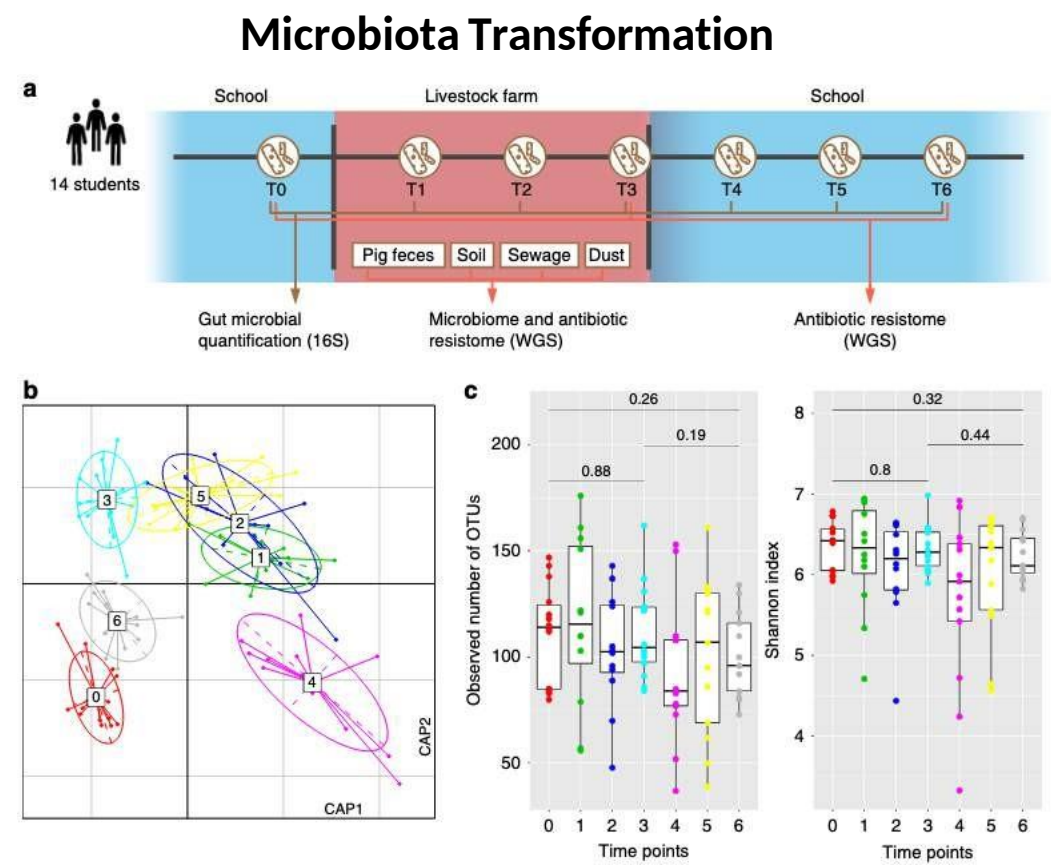 Microbiota Transformation
a
School
Livestock farm
School
14 students
T0
T1
T2
T3
T4
T5
T6
Pig feces
Soil
Sewage
Dust
Gut microbial
quantification (16S)
Microbiome and antibiotic
resistome (WGS)
Antibiotic resistome
(WGS)
b
3
5
2
1
6
0
4
CAP2
CAP1
c
Observed number of OTUs
200
150
100
50
0.26
0.19
0.88
0 1 2 3 4 5 6
Time points
Shannon index
8
7
6
5
4
0.32
0.44
0.8
0 1 2 3 4 5 6
Time points